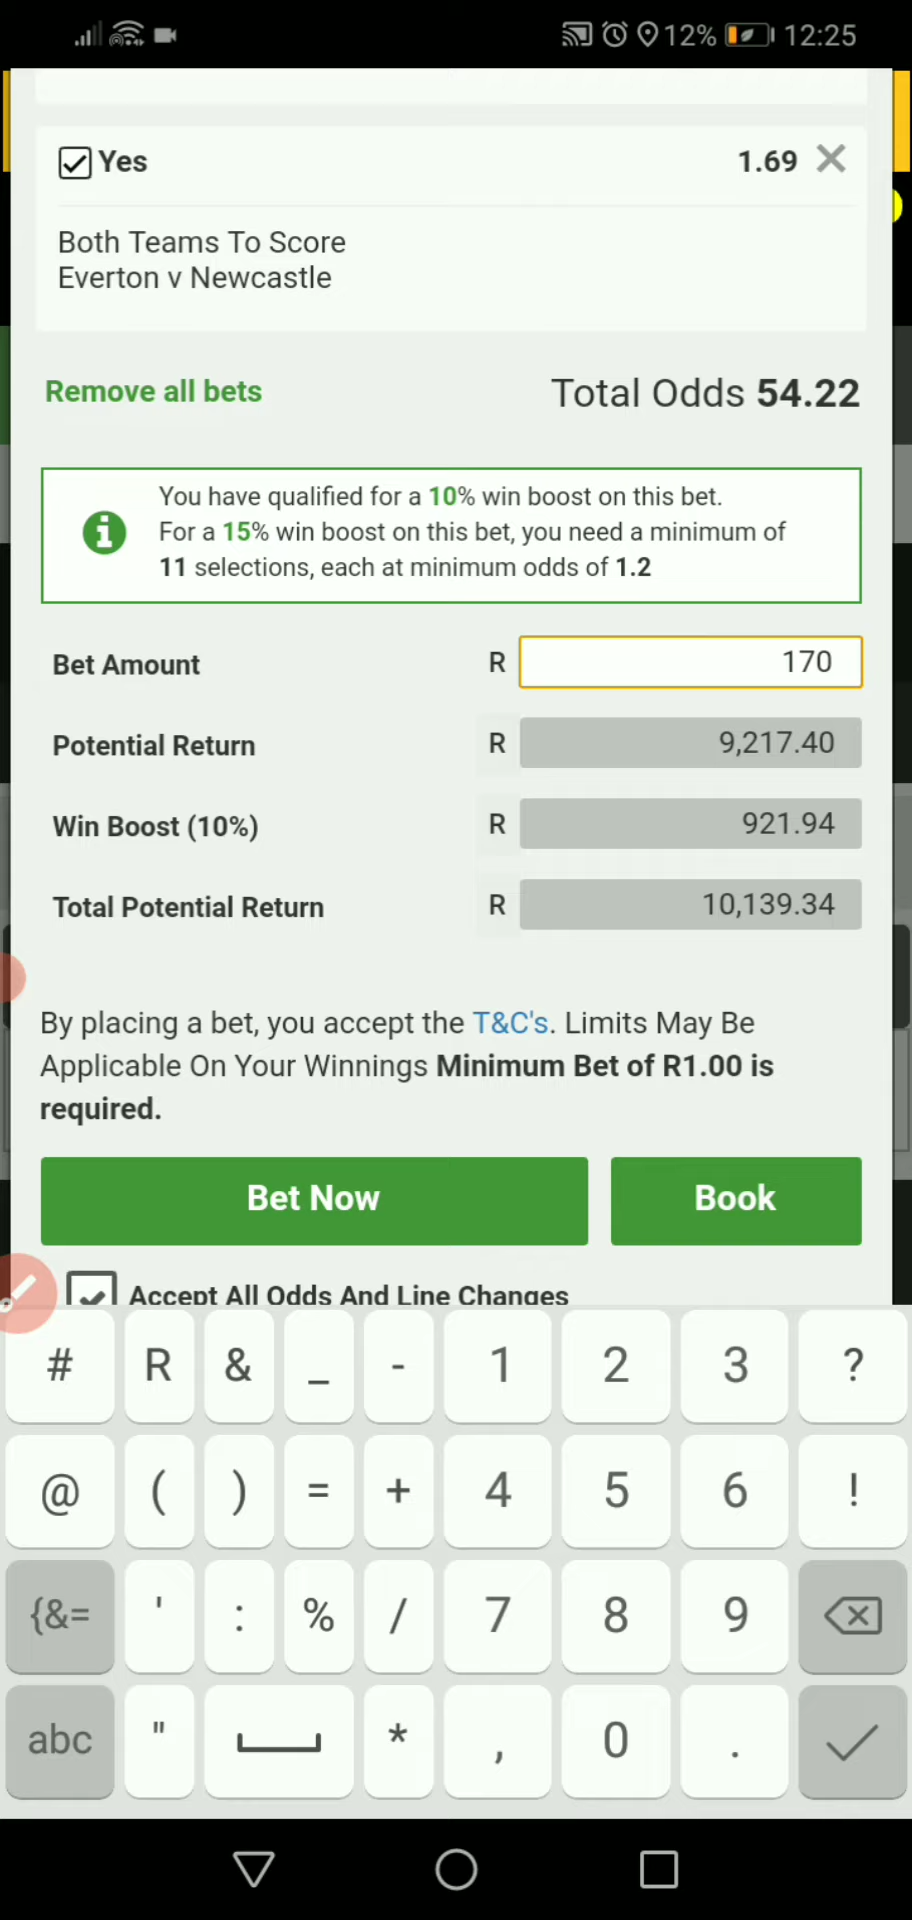 12% 12:25
Yes 1.69
Both Teams To Score
Everton v Newcastle
Remove all bets Total Odds 54.22
You have qualified for a 10% win boost on this bet.
For a 15% win boost on this bet, you need a minimum of
11 selections, each at minimum odds of 1.2
Bet Amount R 170
Potential Return R 9,217.40
Win Boost (10%) R 921.94
Total Potential Return R 10,139.34
By placing a bet, you accept the T&C's. Limits May Be
Applicable On Your Winnings Minimum Bet of R1.00 is
required.
Bet Now Book
Accept All Odds And Line Changes
# R & _ - 1 2 3 ?
@ ( ) = + 4 5 6 !
{&= ' : % / 7 8 9
abc " * , 0 .